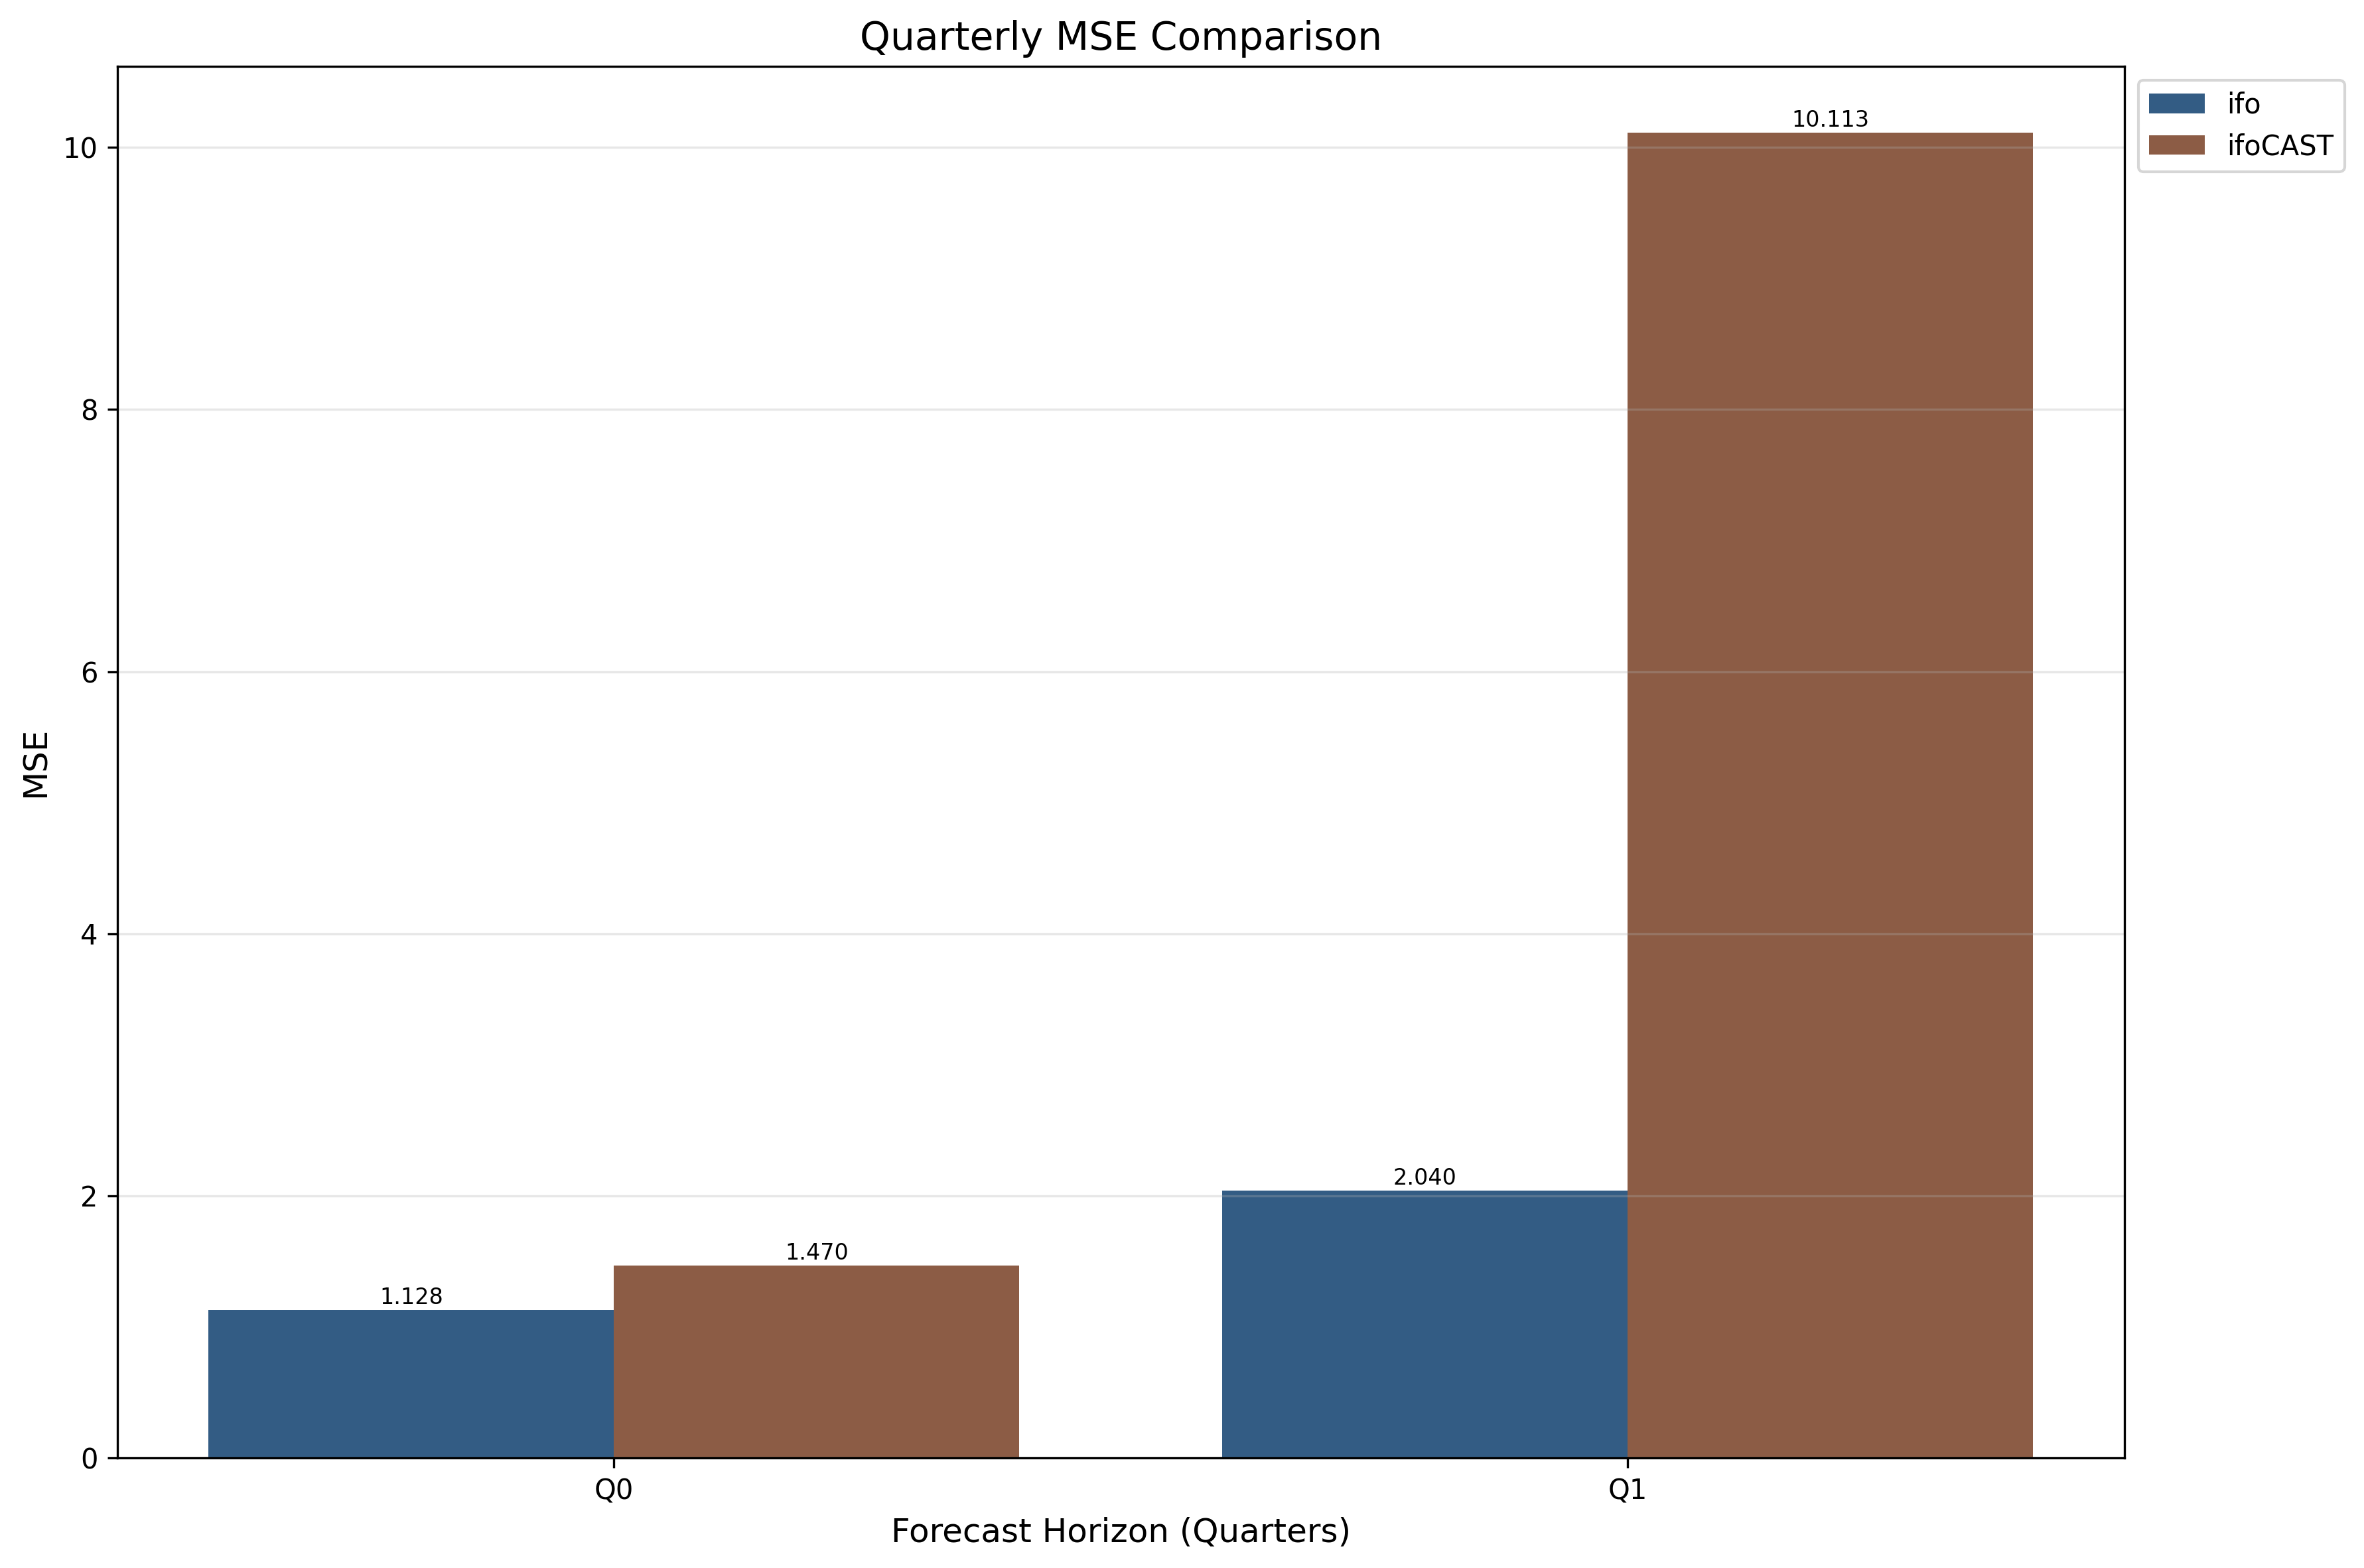 Quarterly MSE Comparison
ifo
ifoCAST
MSE
10
8
6
4
2
0
1.128
1.470
2.040
10.113
Q0
Q1
Forecast Horizon (Quarters)